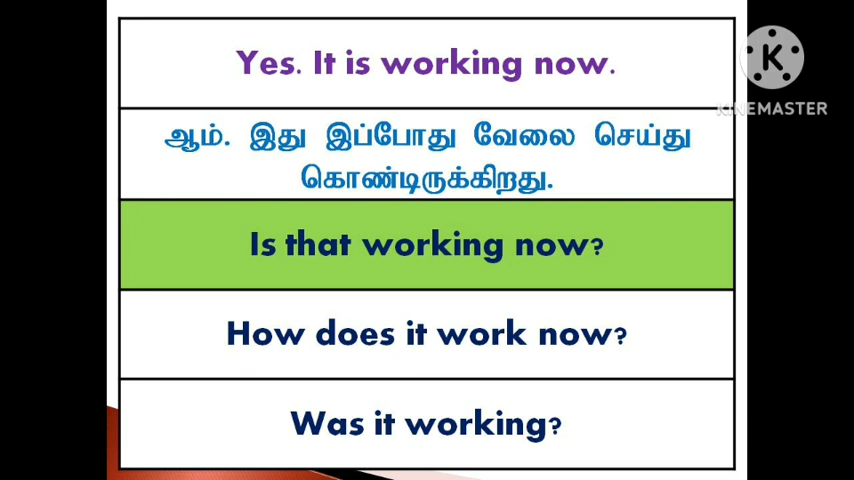 Yes. It is working now.
KINEMASTER
ஆம். இது இப்போது வேலை செய்து
கொண்டிருக்கிறது.
Is that working now?
How does it work now?
Was it working?